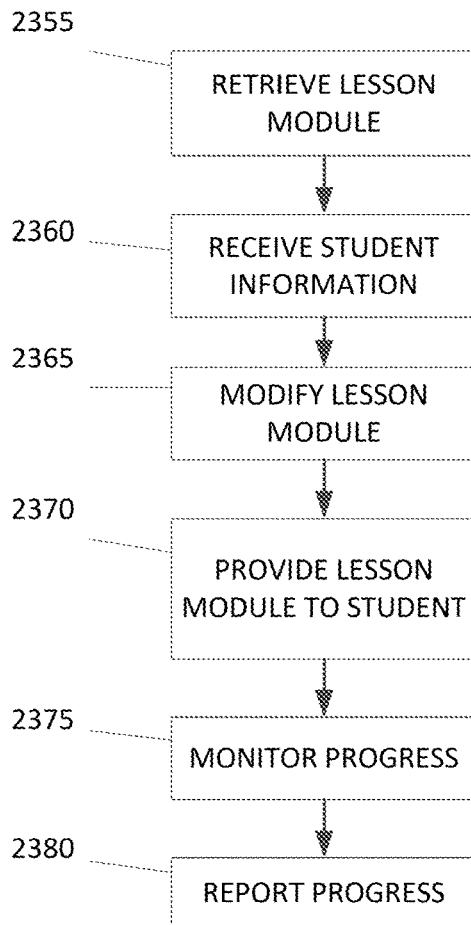 2355
RETRIEVE LESSON
MODULE
2360
RECEIVE STUDENT
INFORMATION
2365
MODIFY LESSON
MODULE
2370
PROVIDE LESSON
MODULE TO STUDENT
2375
MONITOR PROGRESS
2380
REPORT PROGRESS